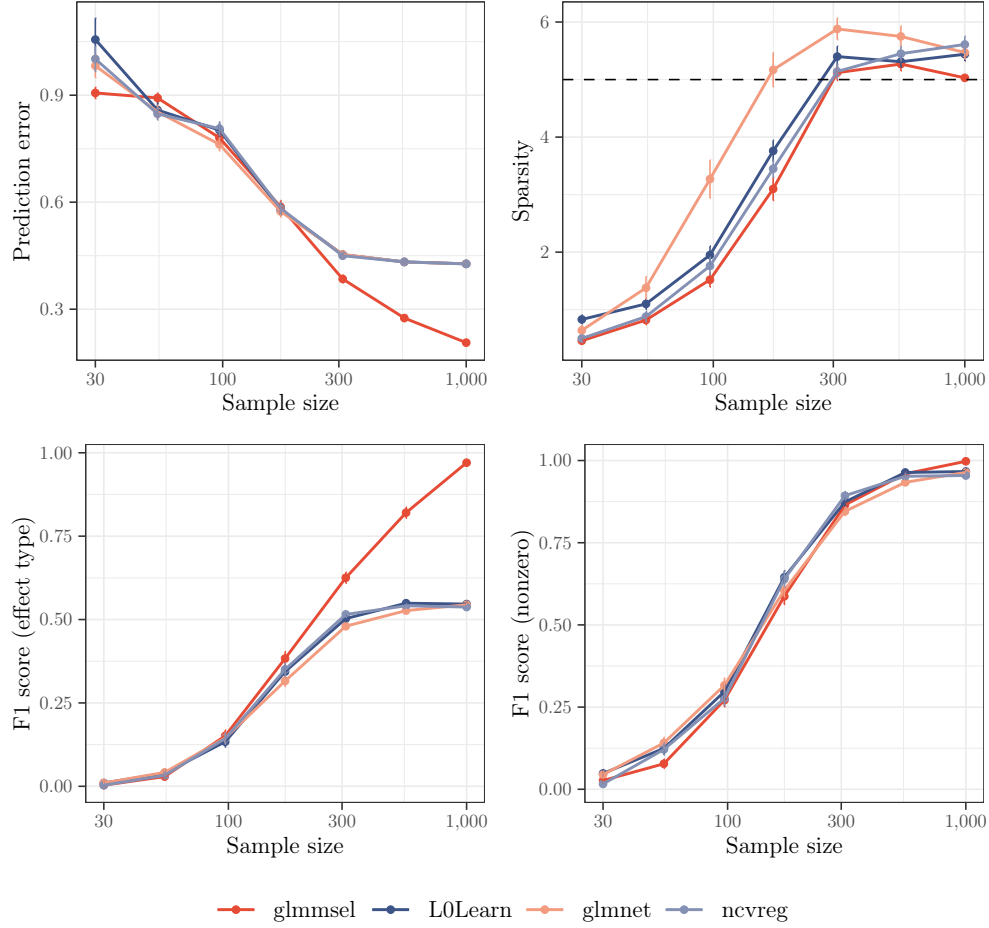 Prediction error
0.9
0.6
0.3
30 100 300 1,000
Sample size
Sparsity
6
4
2
30 100 300 1,000
Sample size
F1 score (effect type)
1.00
0.75
0.50
0.25
0.00
30 100 300 1,000
Sample size
F1 score (nonzero)
1.00
0.75
0.50
0.25
0.00
30 100 300 1,000
Sample size
glmmsel L0Learn glmnet ncvreg